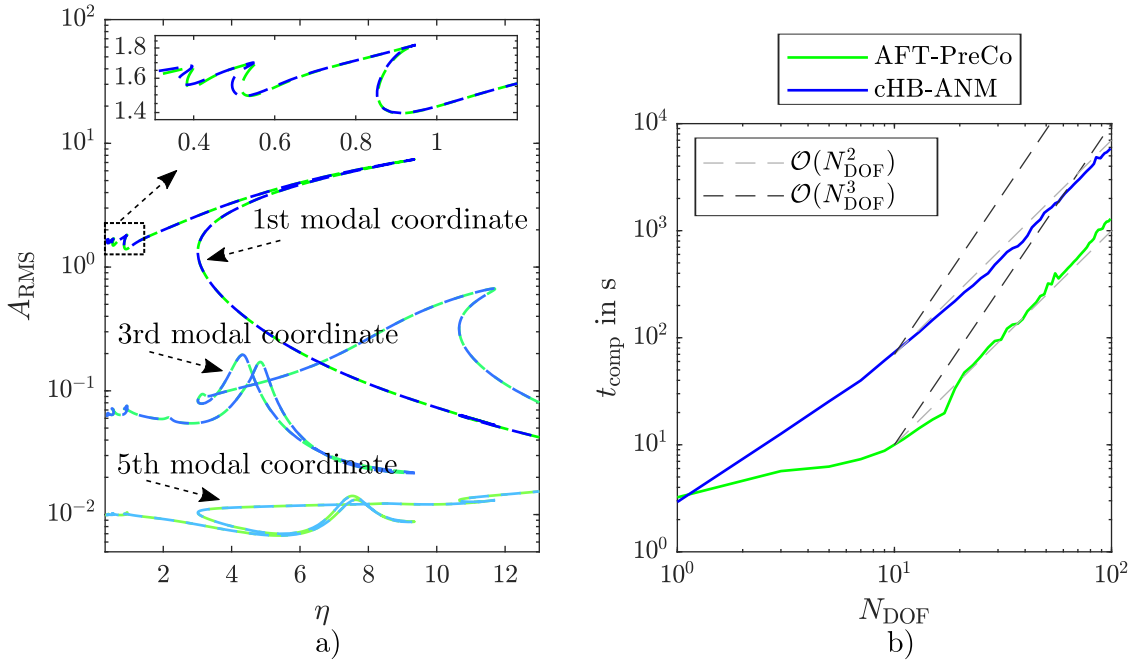 10^2
10^1
10^0
10^{-1}
10^{-2}
A_RMS
1.8
1.6
1.4
0.4 0.6 0.8 1
1st modal coordinate
3rd modal coordinate
5th modal coordinate
2 4 6 8 10 12
η
a)
AFT-PreCo
cHB-ANM
O(N_DOF^2)
O(N_DOF^3)
10^4
10^3
10^2
10^1
10^0
t_comp in s
10^0 10^1 10^2
N_DOF
b)